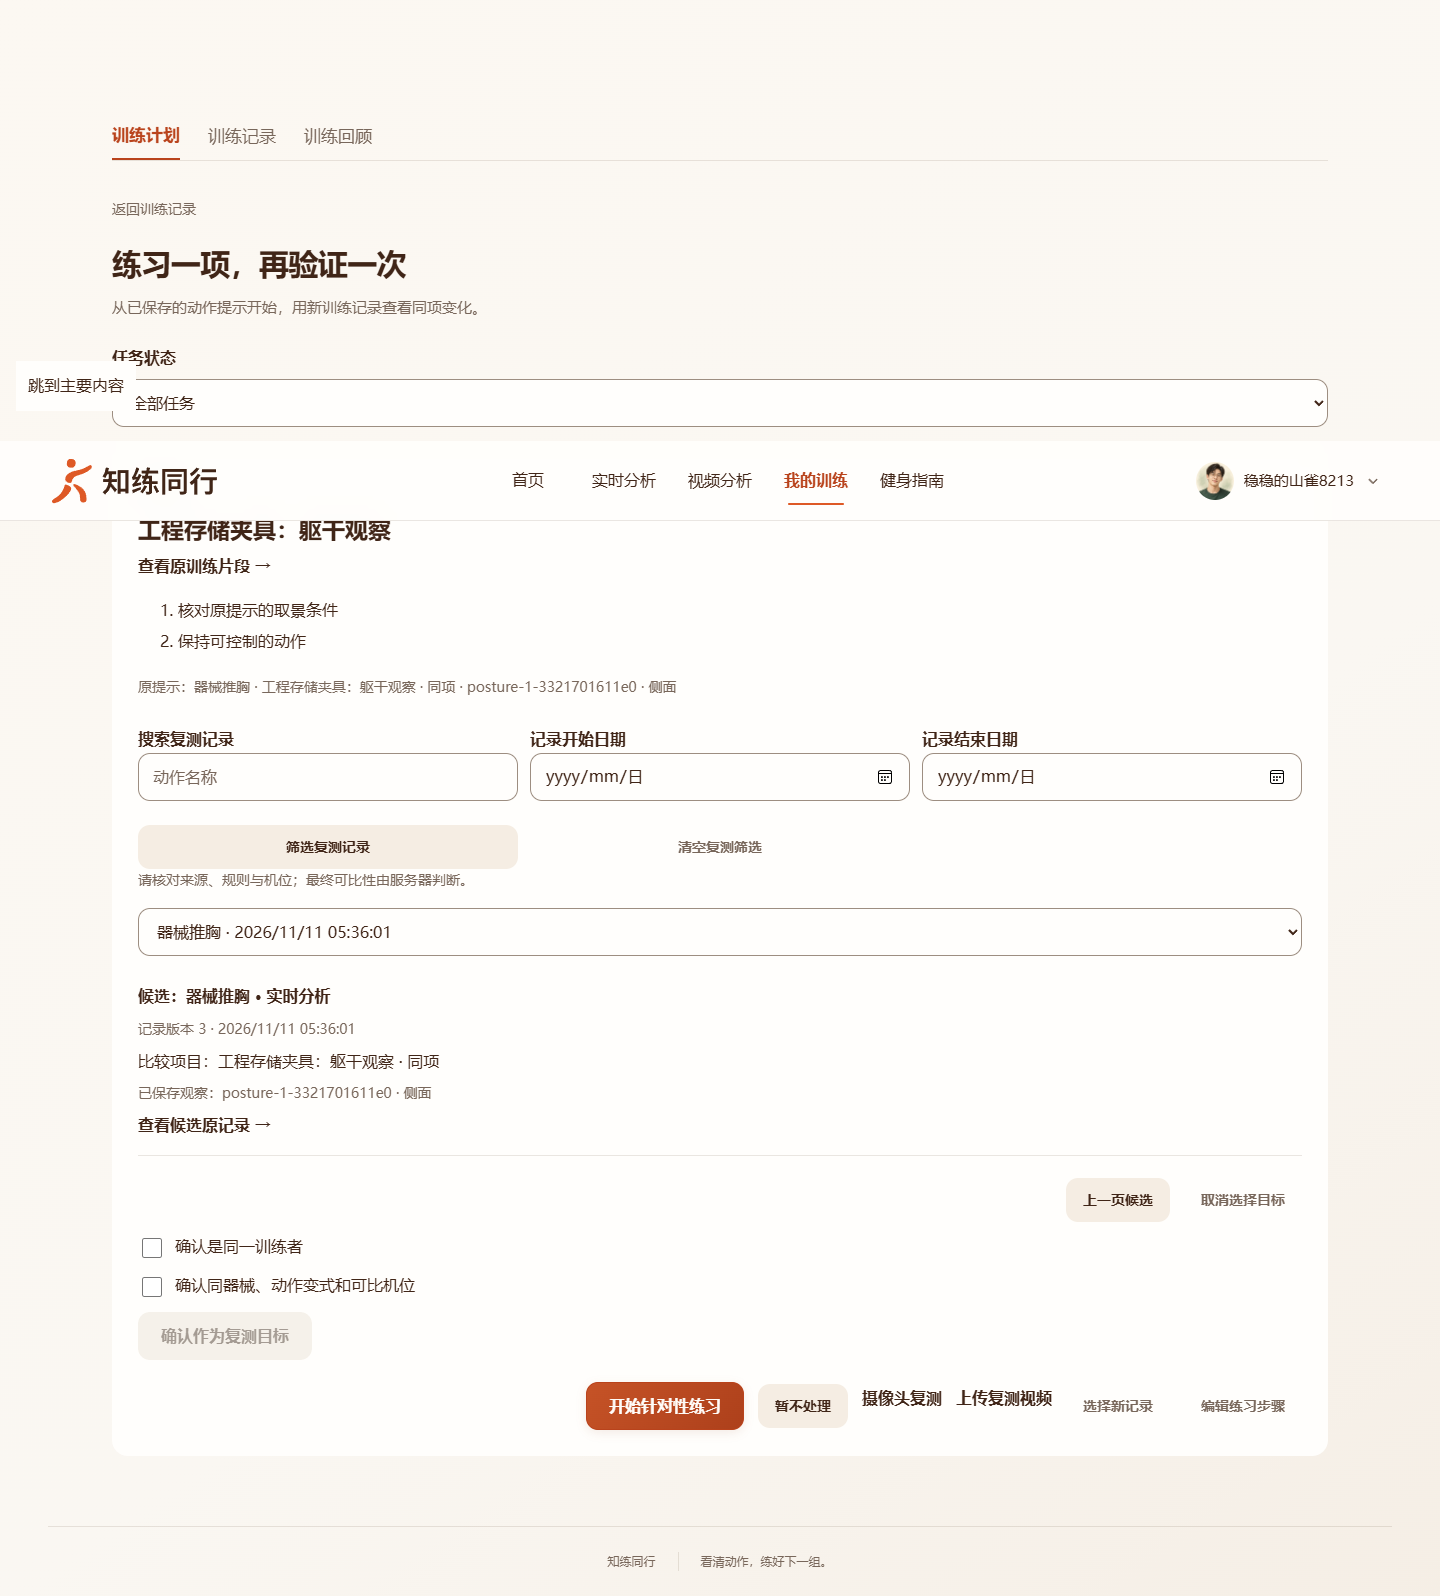 训练计划 训练记录 训练回顾
返回训练记录
练习一项，再验证一次
从已保存的动作提示开始，用新训练记录查看同项变化。
任务状态
跳到主要内容
全部任务
知练同行 首页 实时分析 视频分析 我的训练 健身指南 稳稳的山雀8213
工程存储夹具：躯干观察
查看原训练片段 →
1. 核对原提示的取景条件
2. 保持可控制的动作
原提示：器械推胸 · 工程存储夹具：躯干观察 · 同项 · posture-1-3321701611e0 · 侧面
搜索复测记录 记录开始日期 记录结束日期
动作名称 yyyy/mm/日 yyyy/mm/日
筛选复测记录 清空复测筛选
请核对来源、规则与机位；最终可比性由服务器判断。
器械推胸 · 2026/11/11 05:36:01
候选：器械推胸 • 实时分析
记录版本 3 · 2026/11/11 05:36:01
比较项目：工程存储夹具：躯干观察 · 同项
已保存观察：posture-1-3321701611e0 · 侧面
查看候选原记录 →
上一页候选 取消选择目标
确认是同一训练者
确认同器械、动作变式和可比机位
确认作为复测目标
开始针对性练习 暂不处理 摄像头复测 上传复测视频 选择新记录 编辑练习步骤
知练同行 看清动作，练好下一组。